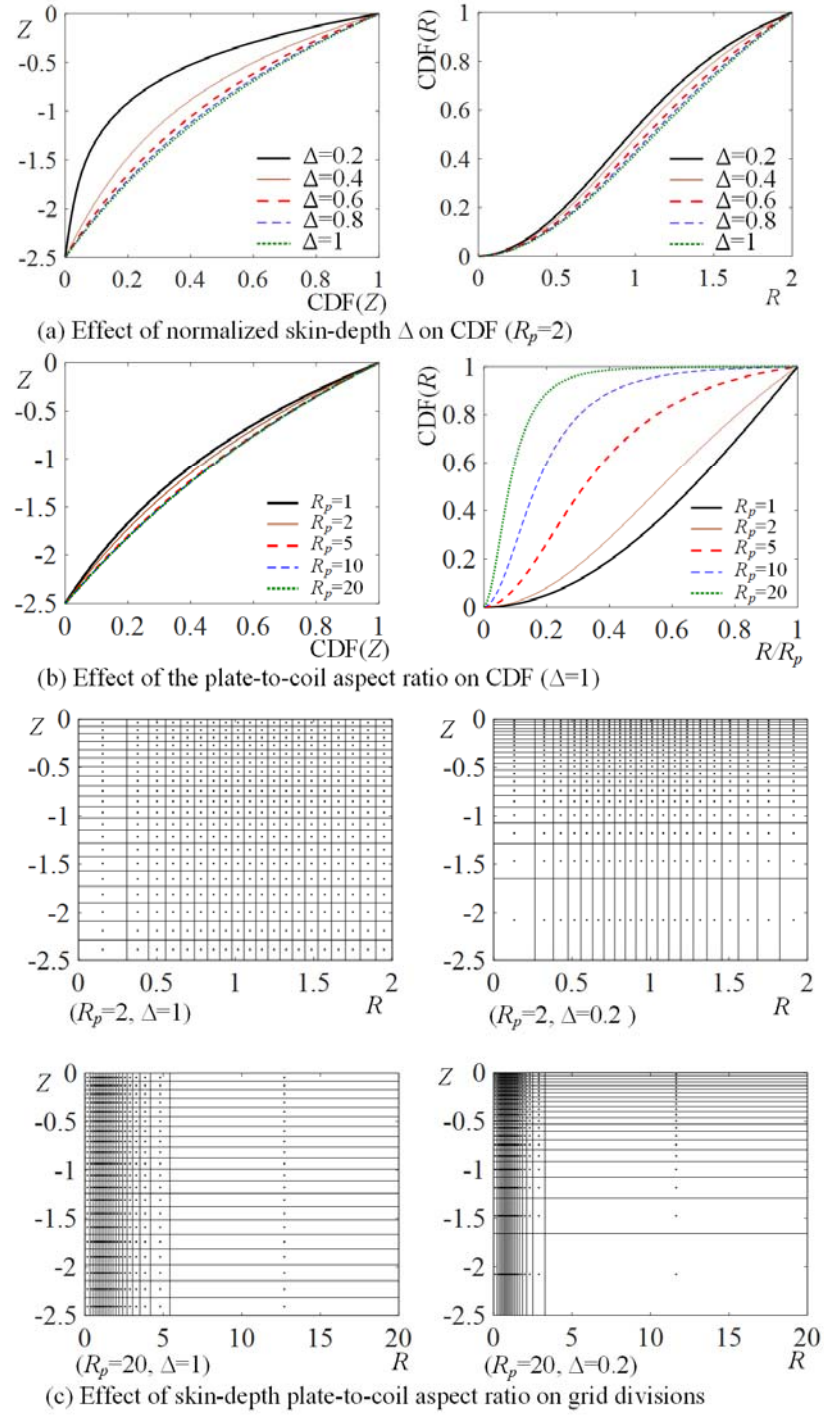 Z
0
-0.5
-1
-1.5
-2
-2.5
Δ=0.2
Δ=0.4
Δ=0.6
Δ=0.8
Δ=1
0 0.2 0.4 0.6 0.8 1
CDF(Z)
CDF(R)
1
0.8
0.6
0.4
0.2
0
Δ=0.2
Δ=0.4
Δ=0.6
Δ=0.8
Δ=1
0 0.5 1 1.5 2
R
(a) Effect of normalized skin-depth Δ on CDF (Rp=2)
Z
0
-0.5
-1
-1.5
-2
-2.5
Rp=1
Rp=2
Rp=5
Rp=10
Rp=20
0 0.2 0.4 0.6 0.8 1
CDF(Z)
CDF(R)
1
0.8
0.6
0.4
0.2
0
Rp=1
Rp=2
Rp=5
Rp=10
Rp=20
0 0.2 0.4 0.6 0.8 1
R/Rp
(b) Effect of the plate-to-coil aspect ratio on CDF (Δ=1)
Z
0
-0.5
-1
-1.5
-2
-2.5
0 0.5 1 1.5 2
(Rp=2, Δ=1) R
Z
0
-0.5
-1
-1.5
-2
-2.5
0 0.5 1 1.5 2
(Rp=2, Δ=0.2 ) R
Z
0
-0.5
-1
-1.5
-2
-2.5
0 5 10 15 20
(Rp=20, Δ=1) R
Z
0
-0.5
-1
-1.5
-2
-2.5
0 5 10 15 20
(Rp=20, Δ=0.2) R
(c) Effect of skin-depth plate-to-coil aspect ratio on grid divisions